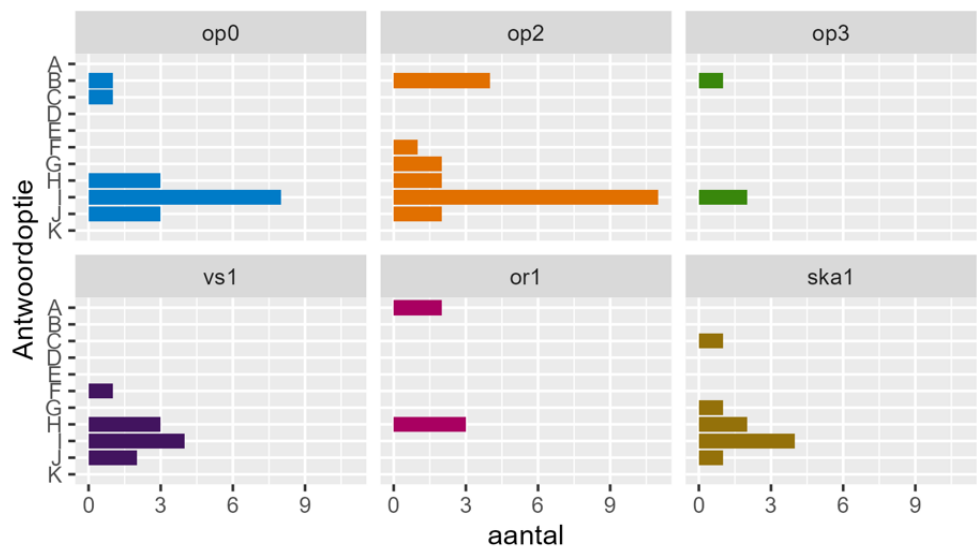 op0 op2 op3
A
B
C
D
E
F
G
H
I
J
K
vs1 or1 ska1
A
B
C
D
E
F
G
H
I
J
K
0 3 6 9 0 3 6 9 0 3 6 9
aantal
Antwoordoptie